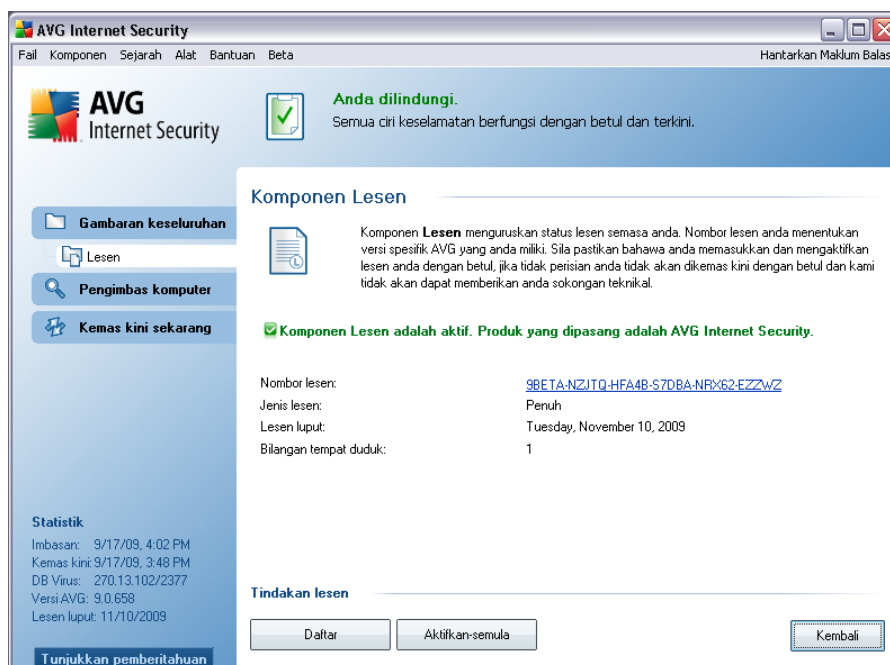 AVG Internet Security
Fail Komponen Sejarah Alat Bantuan Beta Hantarkan Maklum Balas
AVG
Internet Security
Anda dilindungi.
Semua ciri keselamatan berfungsi dengan betul dan terkini.
Gambaran keseluruhan
Lesen
Pengimbas komputer
Kemas kini sekarang
Komponen Lesen
Komponen Lesen menguruskan status lesen semasa anda. Nombor lesen anda menentukan
versi spesifik AVG yang anda miliki. Sila pastikan bahawa anda memasukkan dan mengaktifkan
lesen anda dengan betul, jika tidak perisian anda tidak akan dikemas kini dengan betul dan kami
tidak akan dapat memberikan anda sokongan teknikal.
Komponen Lesen adalah aktif. Produk yang dipasang adalah AVG Internet Security.
Nombor lesen: 9BETA-NZJTQ-HFA4B-S7DBA-NRX62-EZZWZ
Jenis lesen: Penuh
Lesen luput: Tuesday, November 10, 2009
Bilangan tempat duduk: 1
Statistik
Imbasan: 9/17/09, 4:02 PM
Kemas kini: 9/17/09, 3:48 PM
DB Virus: 270.13.102/2377
Versi AVG: 9.0.658
Lesen luput: 11/10/2009
Tunjukkan pemberitahuan
Tindakan lesen
Daftar Aktifkan-semula Kembali